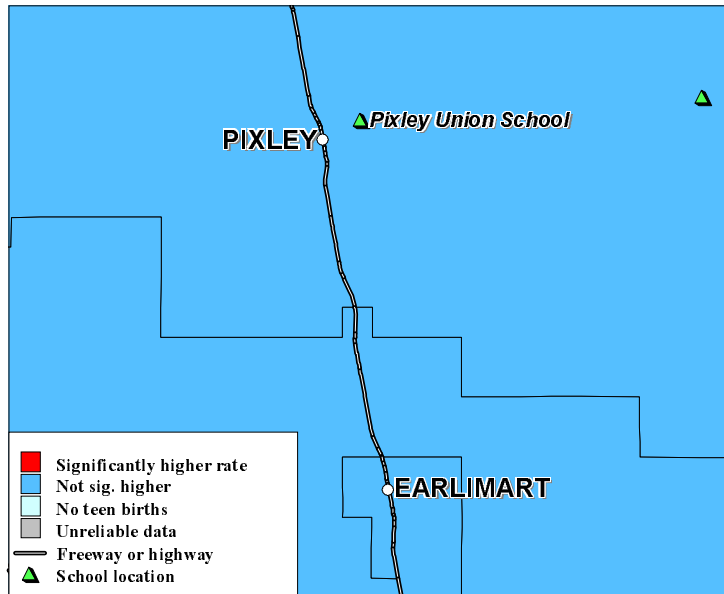 Pixley Union School
PIXLEY
EARLIMART
Significantly higher rate
Not sig. higher
No teen births
Unreliable data
Freeway or highway
School location